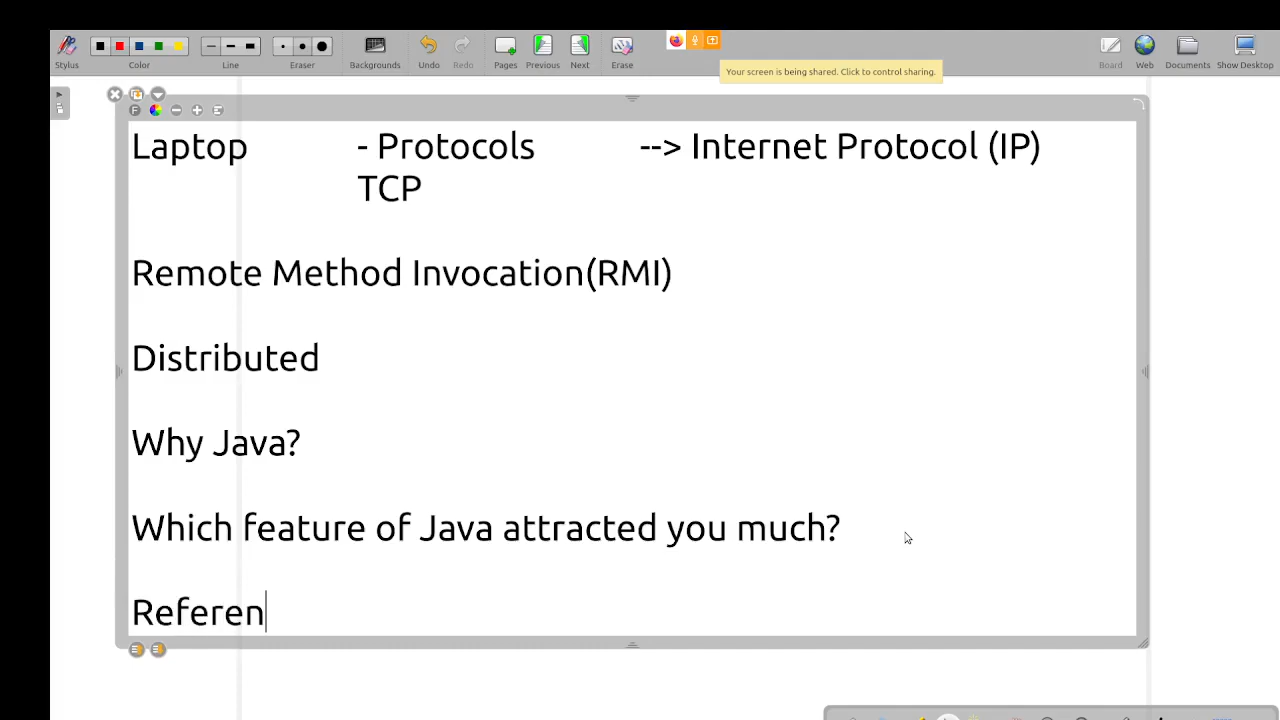 Stylus Color Line Eraser Backgrounds Undo Redo Pages Previous Next Erase Board Web Documents Show Desktop
Your screen is being shared. Click to control sharing.
F
Laptop - Protocols --> Internet Protocol (IP)
TCP
Remote Method Invocation(RMI)
Distributed
Why Java?
Which feature of Java attracted you much?
Referen